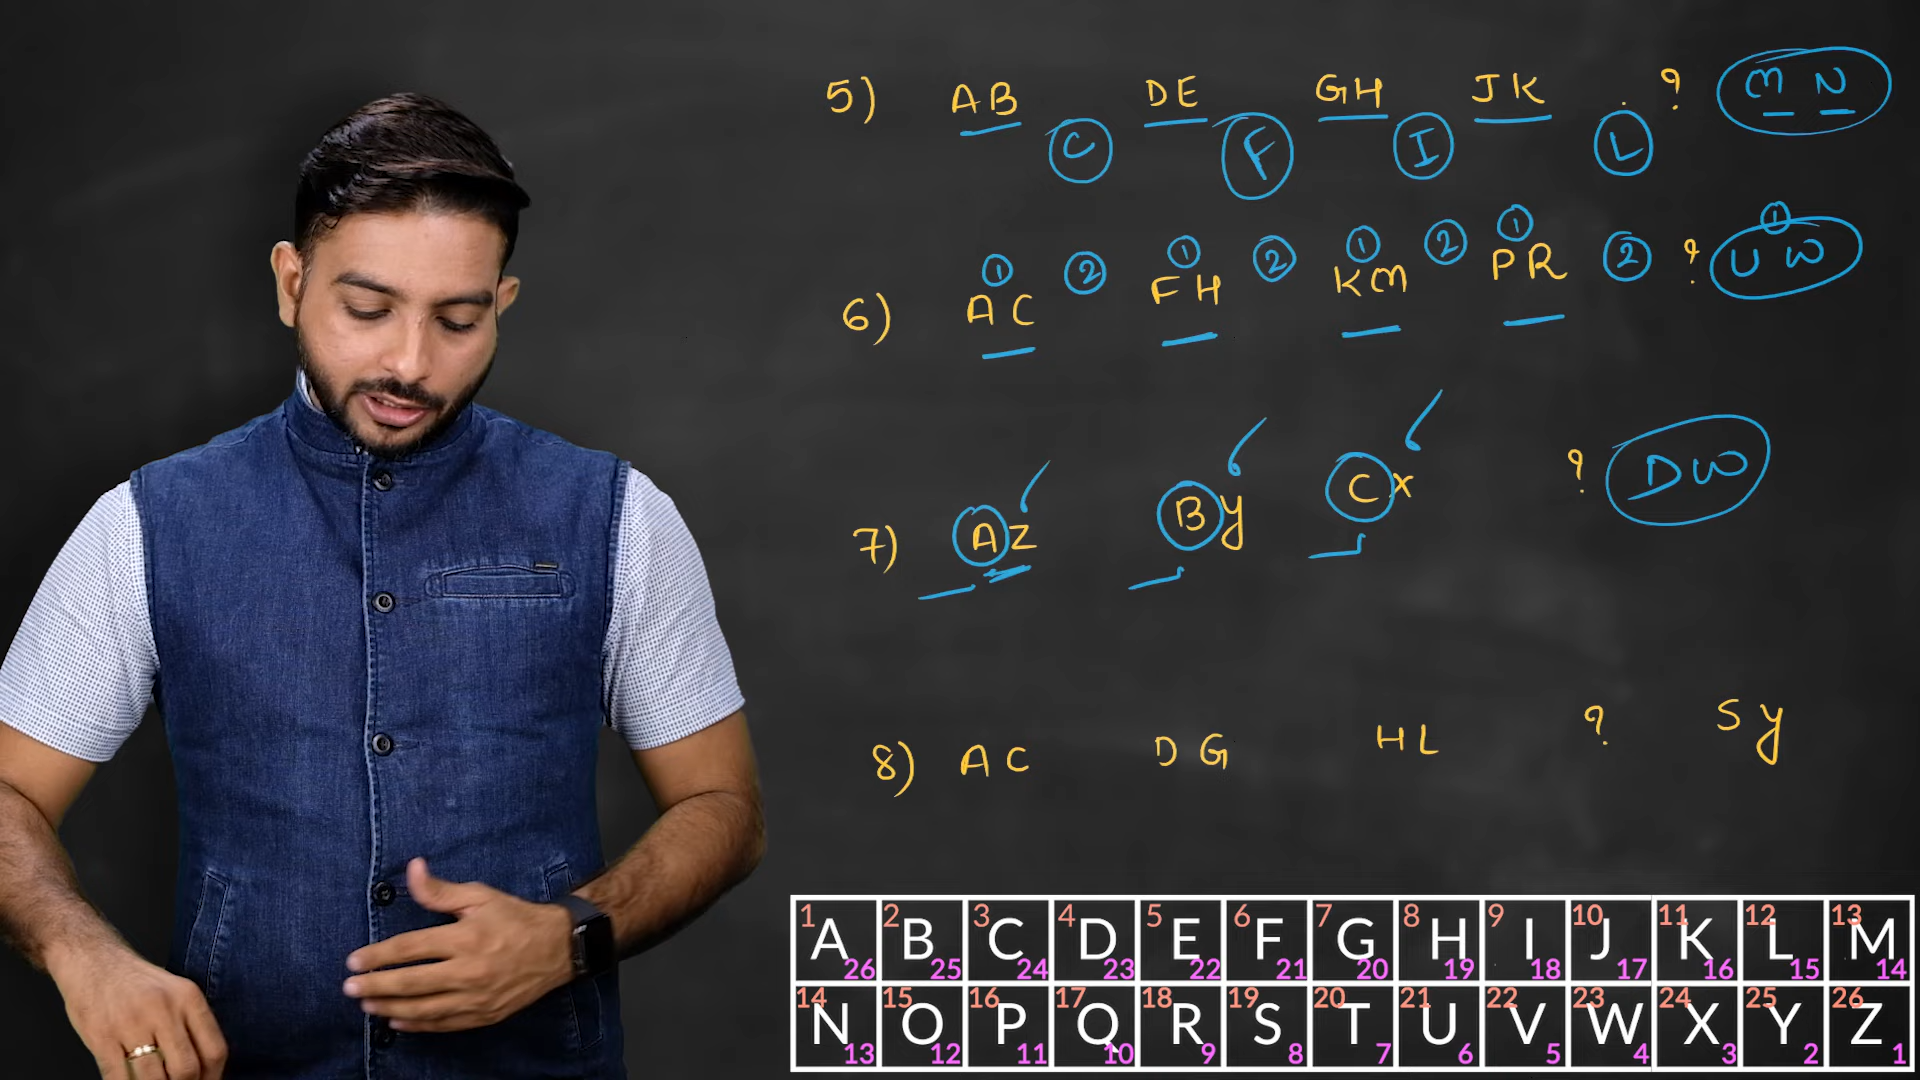 5) AB DE GH JK . ? M N
C F I L
1 2 1 2 1 2 1 2 1
6) AC FH KM PR ? U W
7) AZ By Cx ? DW
8) AC DG HL ? Sy
1 A 26 2 B 25 3 C 24 4 D 23 5 E 22 6 F 21 7 G 20 8 H 19 9 I 18 10 J 17 11 K 16 12 L 15 13 M 14
14 N 13 15 O 12 16 P 11 17 Q 10 18 R 9 19 S 8 20 T 7 21 U 6 22 V 5 23 W 4 24 X 3 25 Y 2 26 Z 1